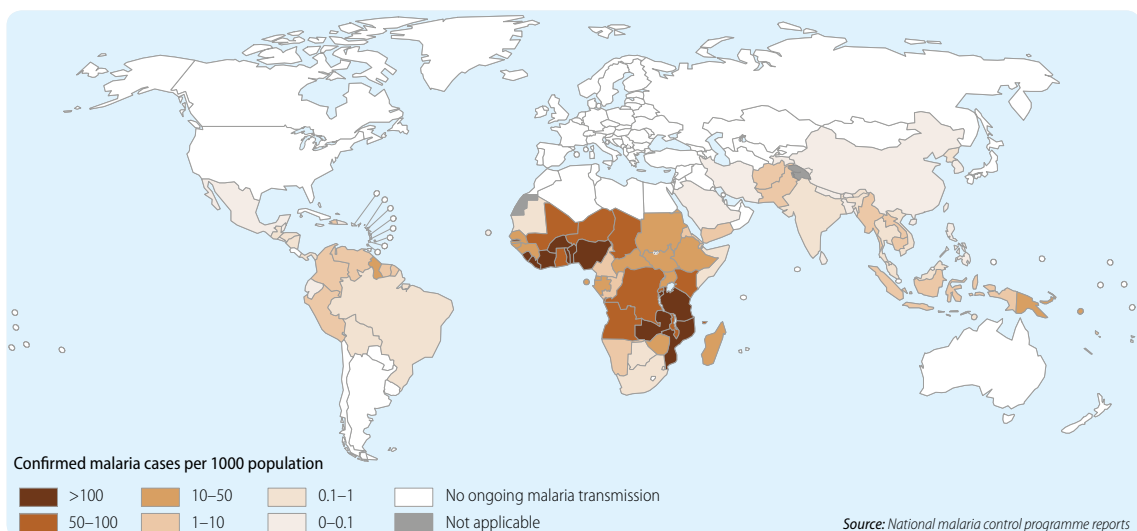 Confirmed malaria cases per 1000 population
>100
10–50
0.1–1
No ongoing malaria transmission
50–100
1–10
0–0.1
Not applicable
Source: National malaria control programme reports